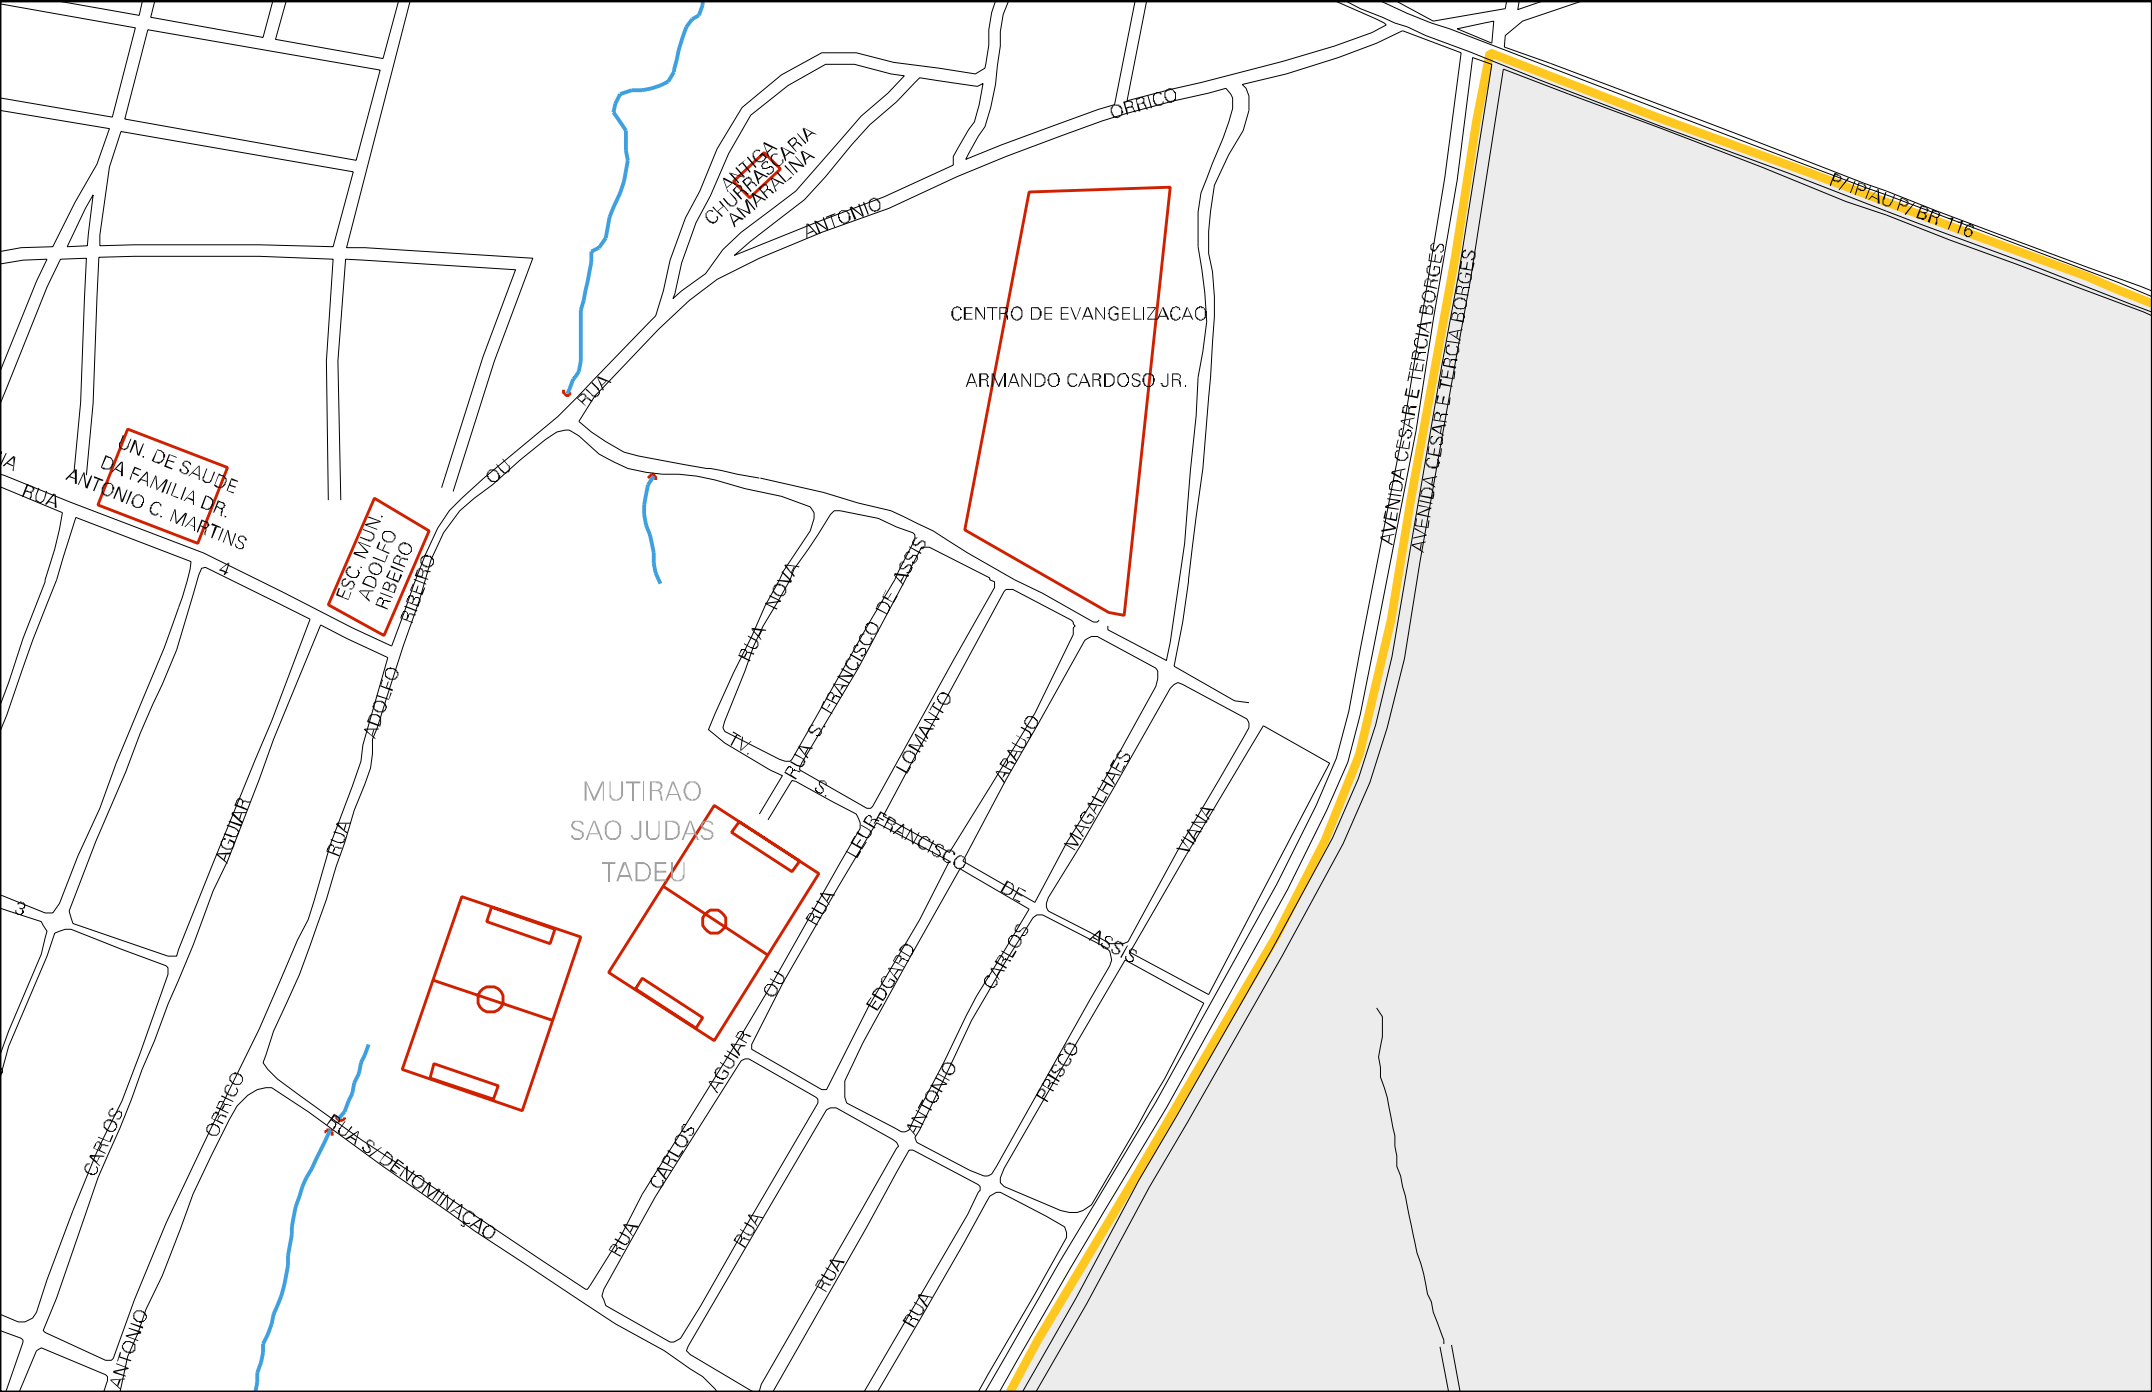 ORRICO
ANTIGA
CHURRASCARIA
AMARALINA
ANTONIO
P/ IPIAU P/ BR 116
CENTRO DE EVANGELIZACAO
ARMANDO CARDOSO JR.
AVENIDA CESAR E TERCIA BORGES
AVENIDA CESAR E TERCIA BORGES
RUA
OU
UN. DE SAUDE
DA FAMILIA DR.
ANTONIO C. MARTINS
RUA
4
ESC. MUN.
ADOLFO
RIBEIRO
RIBEIRO
ADOLFO
RUA
RUA NOVA
RUA S. FRANCISCO DE ASSIS
LOMANTO
ARAUJO
MAGALHAES
VIANA
TV.
S.
FRANCISCO
DE
ASSIS
MUTIRAO
SAO JUDAS
TADEU
AGUIAR
3
LEUR
RUA
OU
EDGARD
CARLOS
ANTONIO
PRISCO
AGUIAR
CARLOS
RUA
RUA
RUA
RUA
ORRICO
CARLOS
RUA S/ DENOMINAÇAO
ANTONIO